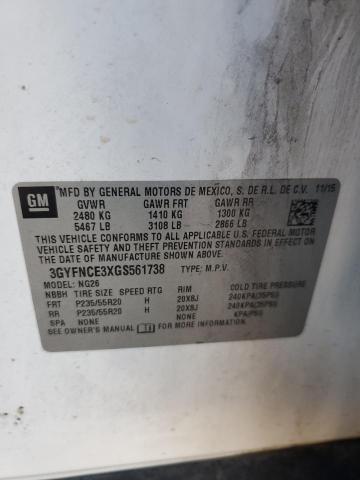 GM
MFD BY GENERAL MOTORS DE MEXICO, S. DE R.L. DE C.V. 11/15
GVWR GAWR FRT GAWR RR
2480 KG 1410 KG 1300 KG
5467 LB 3108 LB 2866 LB
THIS VEHICLE CONFORMS TO ALL APPLICABLE U.S. FEDERAL MOTOR
VEHICLE SAFETY, BUMPER, AND THEFT PREVENTION STANDARDS IN
EFFECT ON THE DATE OF MANUFACTURE SHOWN ABOVE.
3GYFNCE3XGS561738 TYPE: M.P.V.
MODEL: NG26
NBBH TIRE SIZE SPEED RTG RIM COLD TIRE PRESSURE
FRT P235/55R20 H 20X8J 240KPA(35PSI)
RR P235/55R20 H 20X8J 240KPA(35PSI)
SPA NONE NONE KPA(PSI)
SEE OWNER'S MANUAL FOR MORE INFORMATION.